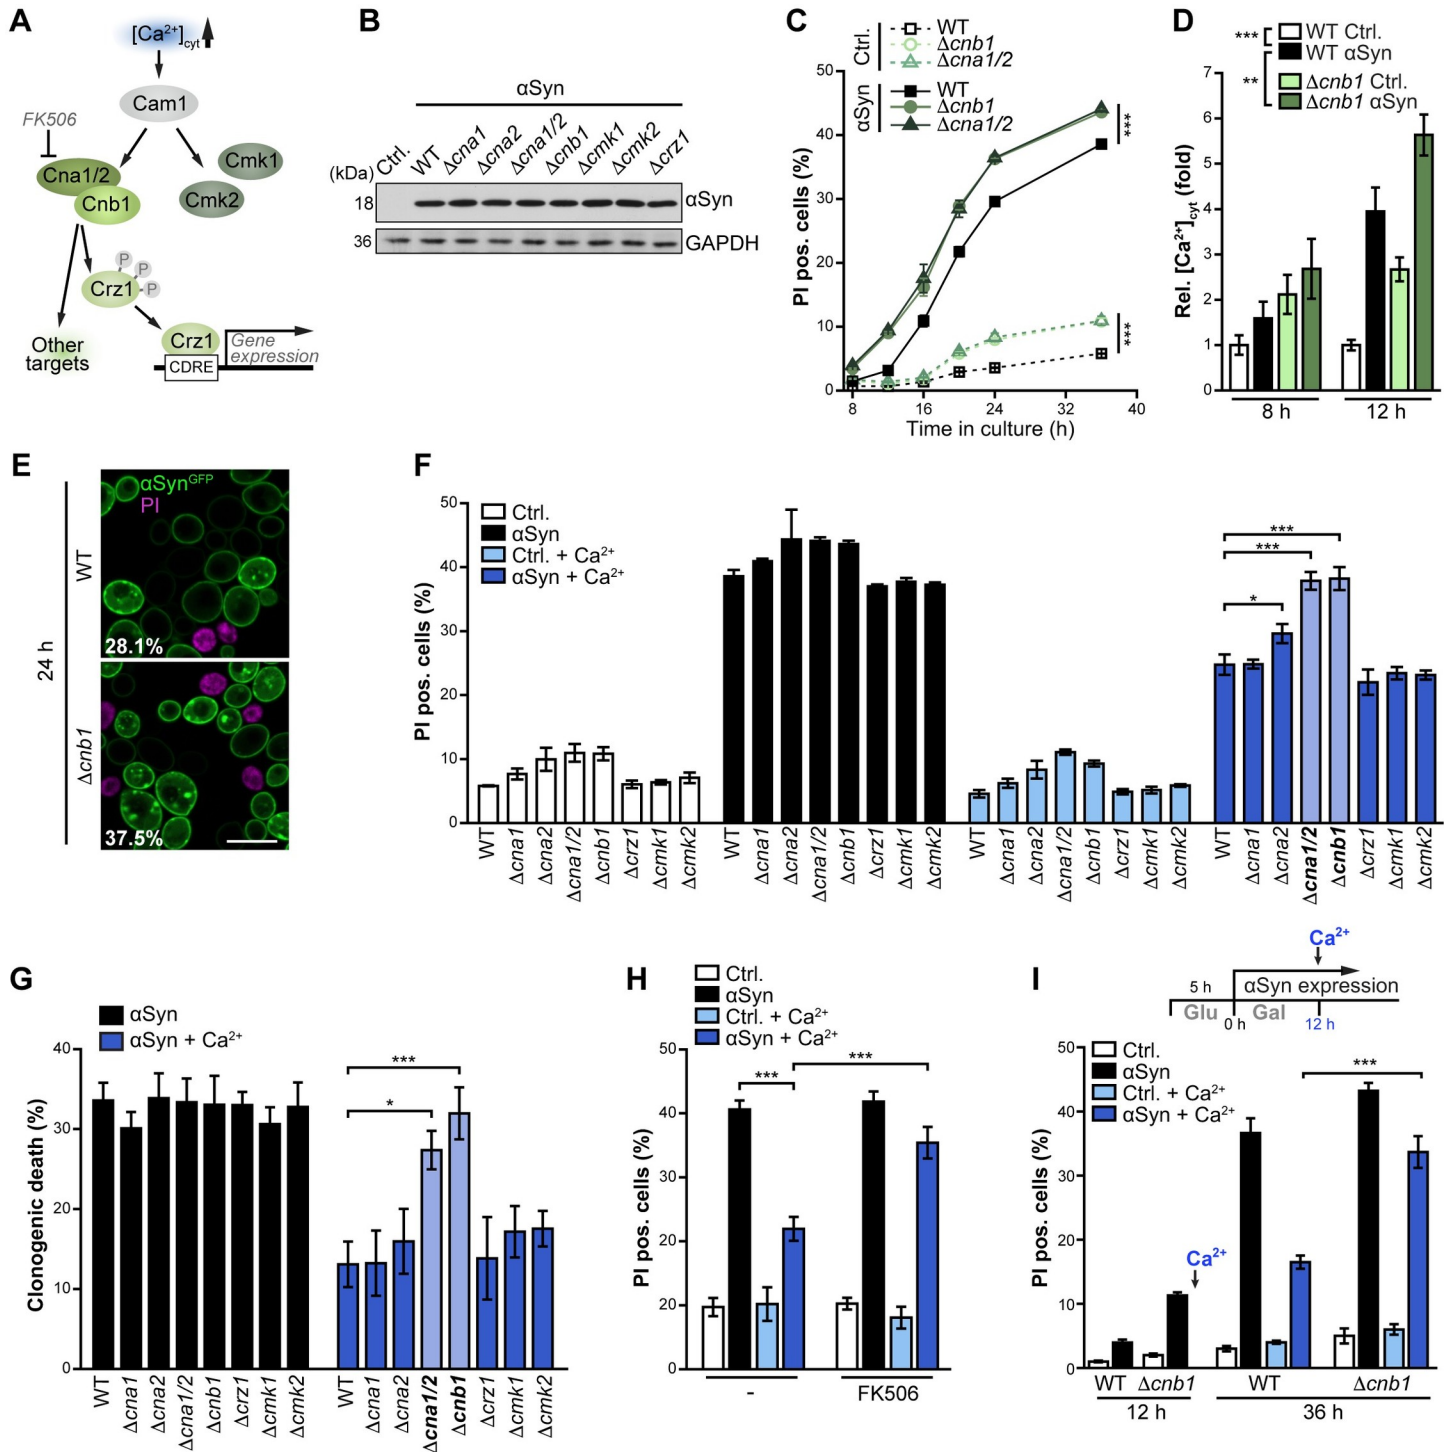 A
[Ca²⁺]cyt
Cam1
FK506
Cna1/2
Cnb1
Cmk1
Cmk2
P
P
P
Crz1
Other
targets
Crz1
CDRE
Gene
expression
B
αSyn
Ctrl.
WT
Δcna1
Δcna2
Δcna1/2
Δcnb1
Δcmk1
Δcmk2
Δcrz1
(kDa)
18
αSyn
36
GAPDH
C
Ctrl.
WT
Δcnb1
Δcna1/2
αSyn
WT
Δcnb1
Δcna1/2
PI pos. cells (%)
50
40
30
20
10
0
***
***
8 16 24 32 40
Time in culture (h)
D
*** WT Ctrl.
WT αSyn
** Δcnb1 Ctrl.
Δcnb1 αSyn
Rel. [Ca²⁺]cyt (fold)
7
6
5
4
3
2
1
0
8 h 12 h
E
αSynGFP
PI
24 h
WT
28.1%
Δcnb1
37.5%
F
Ctrl.
αSyn
Ctrl. + Ca²⁺
αSyn + Ca²⁺
PI pos. cells (%)
50
40
30
20
10
0
***
***
*
WT Δcna1 Δcna2 Δcna1/2 Δcnb1 Δcrz1 Δcmk1 Δcmk2
WT Δcna1 Δcna2 Δcna1/2 Δcnb1 Δcrz1 Δcmk1 Δcmk2
WT Δcna1 Δcna2 Δcna1/2 Δcnb1 Δcrz1 Δcmk1 Δcmk2
WT Δcna1 Δcna2 Δcna1/2 Δcnb1 Δcrz1 Δcmk1 Δcmk2
G
αSyn
αSyn + Ca²⁺
Clonogenic death (%)
40
30
20
10
0
***
*
WT Δcna1 Δcna2 Δcna1/2 Δcnb1 Δcrz1 Δcmk1 Δcmk2
WT Δcna1 Δcna2 Δcna1/2 Δcnb1 Δcrz1 Δcmk1 Δcmk2
H
Ctrl.
αSyn
Ctrl. + Ca²⁺
αSyn + Ca²⁺
PI pos. cells (%)
50
40
30
20
20
0
***
***
- FK506
I
Ca²⁺
5 h
αSyn expression
Glu
Gal
0 h
12 h
Ctrl.
αSyn
Ctrl. + Ca²⁺
αSyn + Ca²⁺
PI pos. cells (%)
50
40
30
20
10
0
***
Ca²⁺
WT Δcnb1 WT Δcnb1
12 h 36 h